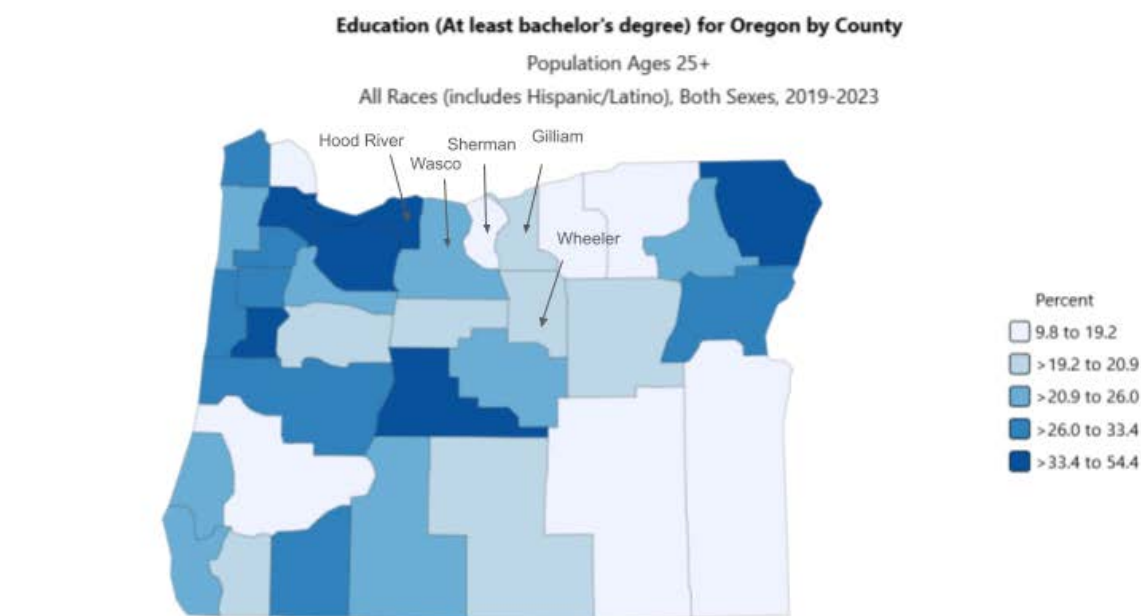 Education (At least bachelor's degree) for Oregon by County
Population Ages 25+
All Races (includes Hispanic/Latino), Both Sexes, 2019-2023
Hood River
Wasco
Sherman
Gilliam
Wheeler
Percent
9.8 to 19.2
>19.2 to 20.9
>20.9 to 26.0
>26.0 to 33.4
>33.4 to 54.4